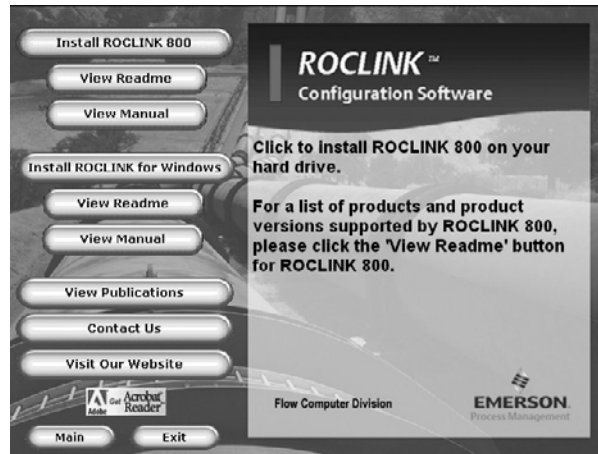 Install ROCLINK 800
View Readme
View Manual
Install ROCLINK for Windows
View Readme
View Manual
View Publications
Contact Us
Visit Our Website
Adobe
Get Acrobat
Reader
Main
Exit
ROCLINK ™
Configuration Software
Click to install ROCLINK 800 on your
hard drive.
For a list of products and product
versions supported by ROCLINK 800,
please click the 'View Readme' button
for ROCLINK 800.
Flow Computer Division
EMERSON.
Process Management